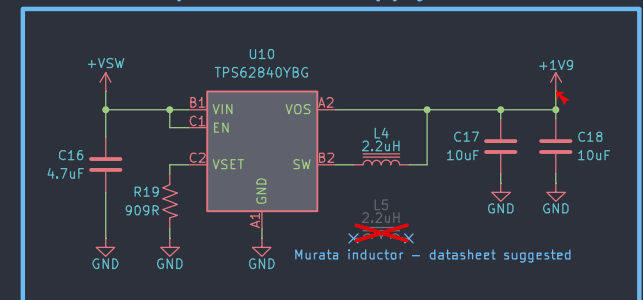 U10
TPS62840YBG
+VSW
+1V9
B1 VIN
VOS A2
C1 EN
C2 VSET
SW B2
GND
A1
C16
4.7uF
R19
909R
L4
2.2uH
C17
10uF
C18
10uF
L5
2.2uH
GND
GND
GND
GND
GND
Murata inductor – datasheet suggested